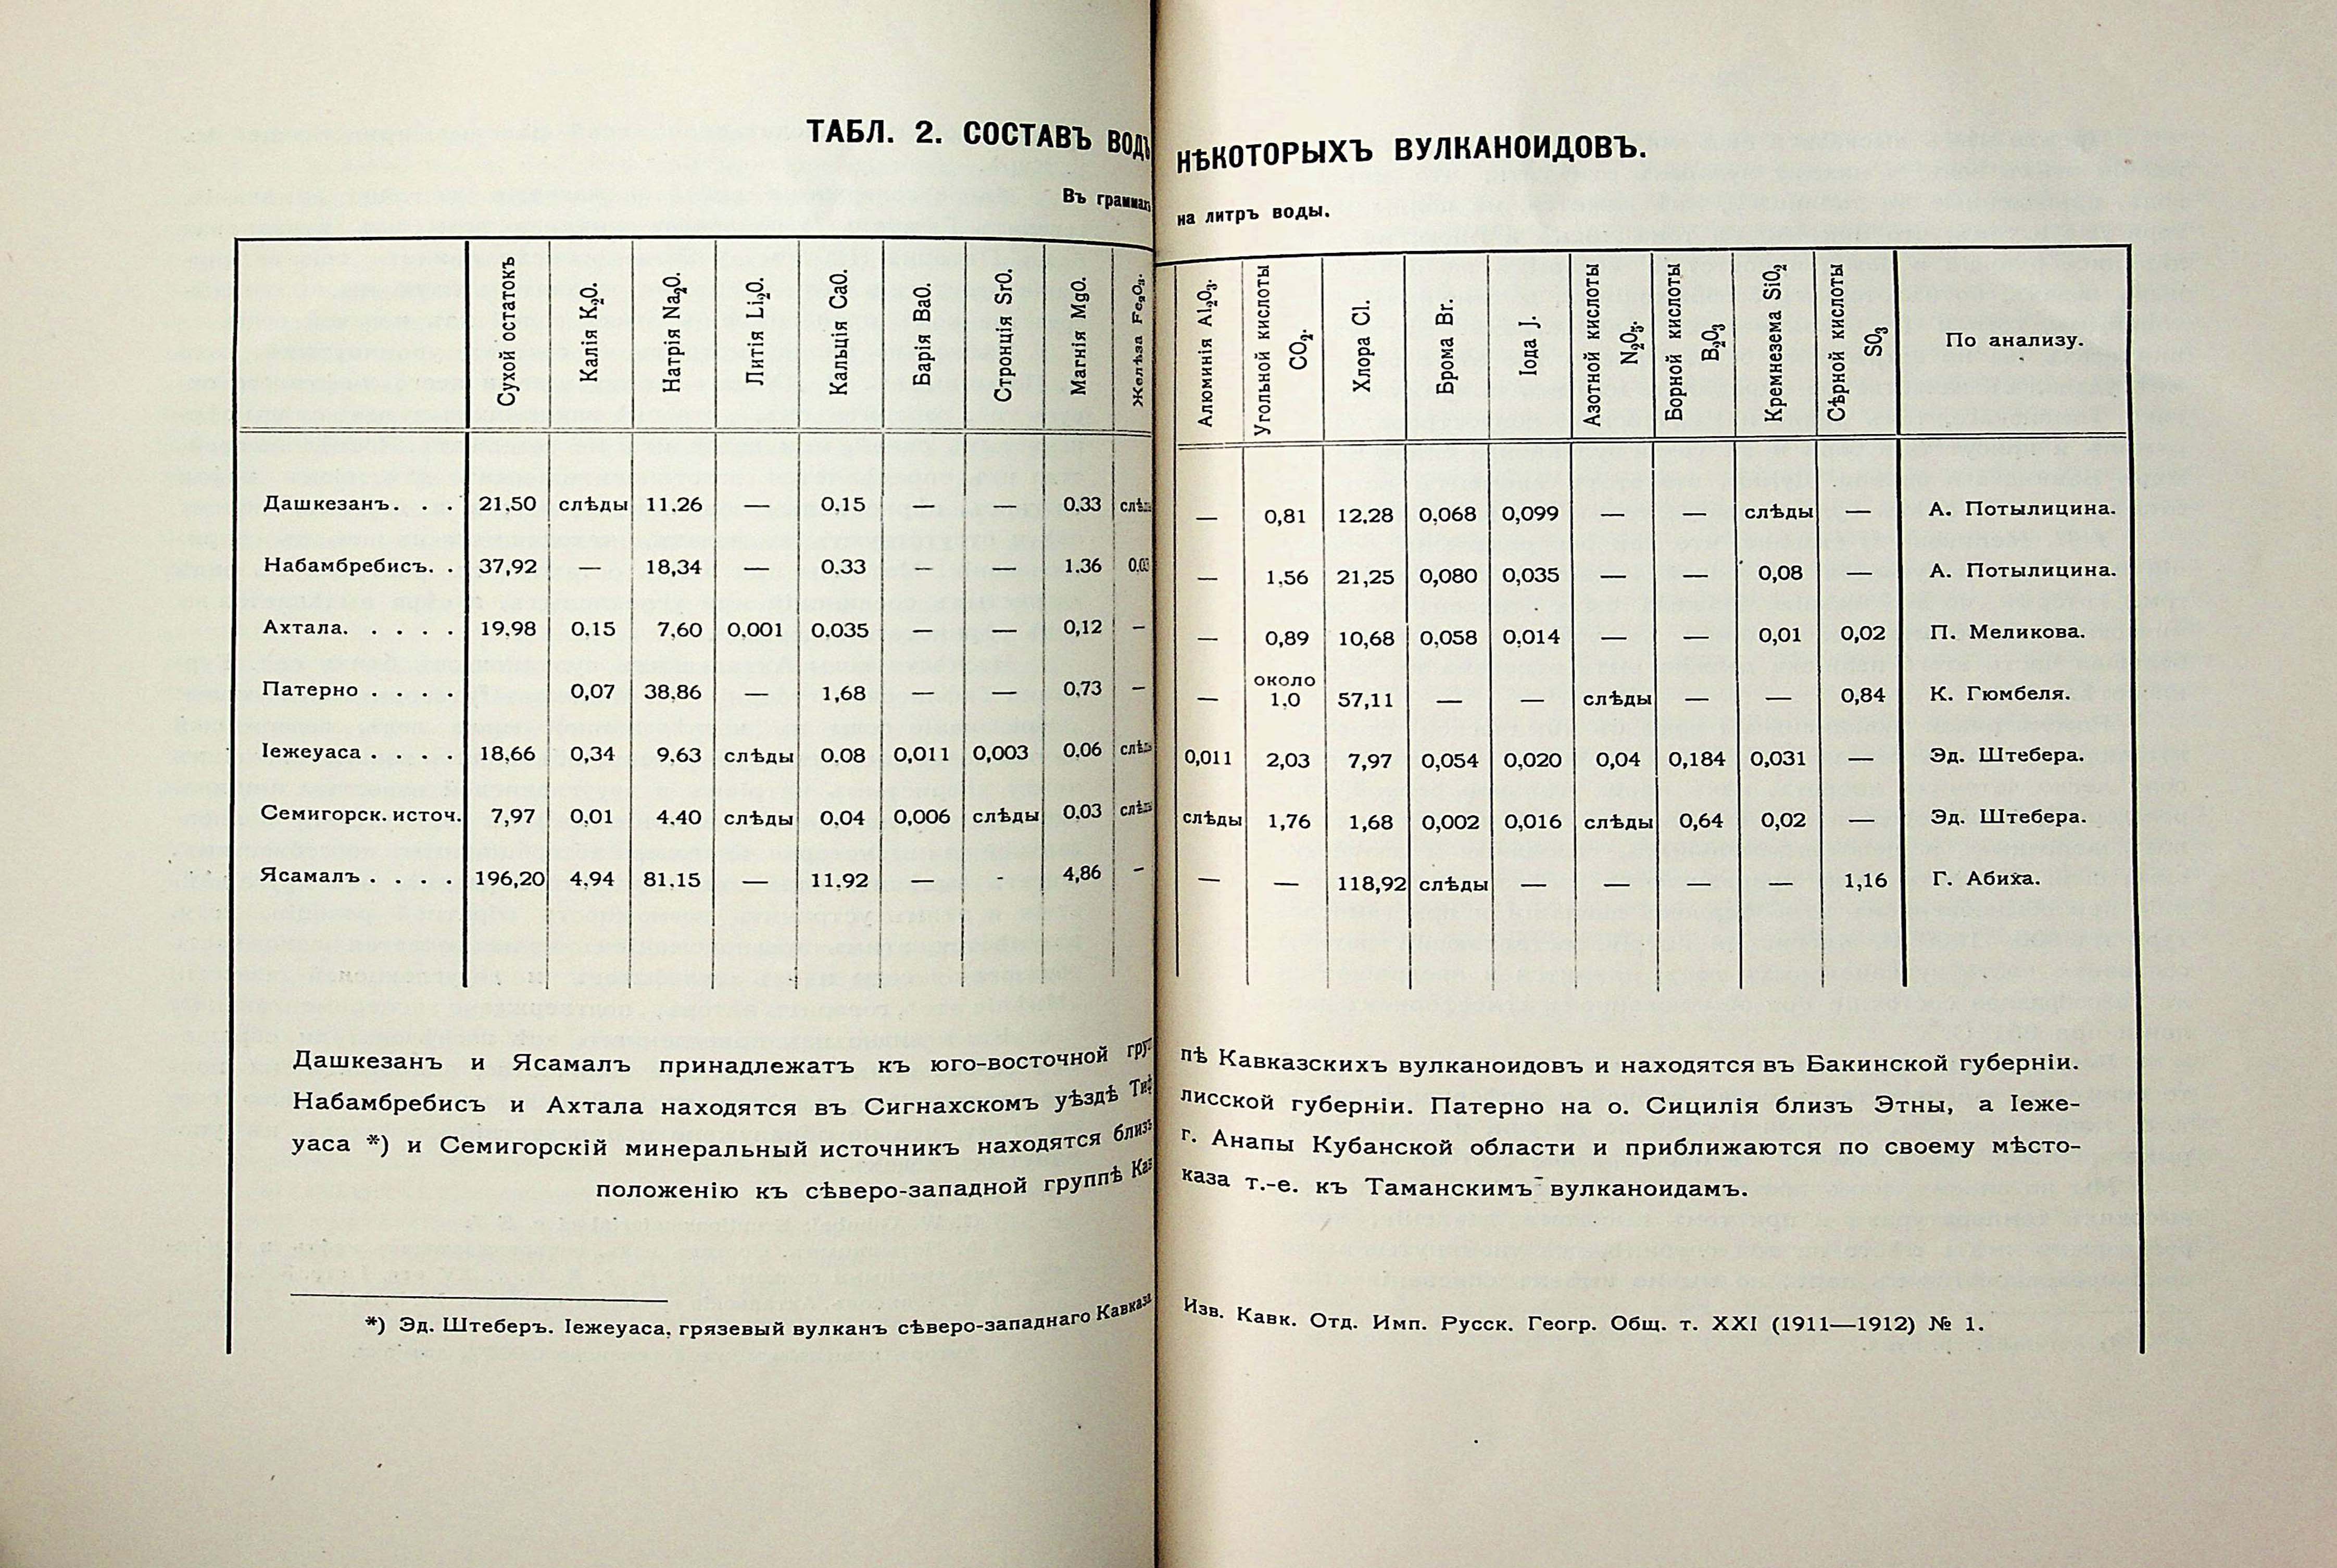 ТАБЛ. 2. СОСТАВЪ ВОДЪ НѢКОТОРЫХЪ ВУЛКАНОИДОВЪ.
Въ граммах на литръ воды.
Сухой остатокъ Калія K₂O. Натрія Na₂O. Литія Li₂O. Кальція CaO. Барія BaO. Стронція SrO. Магнія MgO. Желѣза Fe₂O₃. Алюминія Al₂O₃. Угольной кислоты CO₂. Хлора Cl. Брома Br. Іода J. Азотной кислоты N₂O₅. Борной кислоты B₂O₃ Кремнезема SiO₂ Сѣрной кислоты SO₃ По анализу.
Дашкезанъ. . . 21,50 слѣды 11.26 — 0.15 — — 0.33 — 0,81 12,28 0,068 0,099 — — слѣды — А. Потылицина.
Набамбребисъ. . 37,92 — 18,34 — 0.33 — — 1.36 — 1,56 21,25 0,080 0,035 — — 0,08 — А. Потылицина.
Ахтала. . . . . 19,98 0,15 7,60 0,001 0,035 — — 0,12 — — 0,89 10,68 0,058 0,014 — — 0,01 0,02 П. Меликова.
Патерно . . . . 0,07 38,86 — 1,68 — — 0,73 — — около 1,0 57,11 — — слѣды — — 0,84 К. Гюмбеля.
Іежеуаса . . . . 18,66 0,34 9,63 слѣды 0.08 0,011 0,003 0,06 0,011 2,03 7,97 0,054 0,020 0,04 0,184 0,031 — Эд. Штебера.
Семигорск. источ. 7,97 0,01 4,40 слѣды 0,04 0,006 слѣды 0,03 слѣды 1,76 1,68 0,002 0,016 слѣды 0,64 0,02 — Эд. Штебера.
Ясамалъ . . . . 196,20 4,94 81,15 — 11,92 — - 4,86 — — — 118,92 слѣды — — — — 1,16 Г. Абиха.
Дашкезанъ и Ясамалъ принадлежатъ къ юго-восточной группѣ Кавказскихъ вулканоидовъ и находятся въ Бакинской губерніи.
Набамбребисъ и Ахтала находятся въ Сигнахскомъ уѣздѣ Тифлисской губерніи. Патерно на о. Сицилія близъ Этны, а Іеже-
уаса *) и Семигорскій минеральный источникъ находятся близъ г. Анапы Кубанской области и приближаются по своему мѣсто-
положенію къ сѣверо-западной группѣ Кавказа т.-е. къ Таманскимъ вулканоидамъ.
*) Эд. Штеберъ. Іежеуаса, грязевый вулканъ сѣверо-западнаго Кавказа Изв. Кавк. Отд. Имп. Русск. Геогр. Общ. т. XXI (1911—1912) № 1.